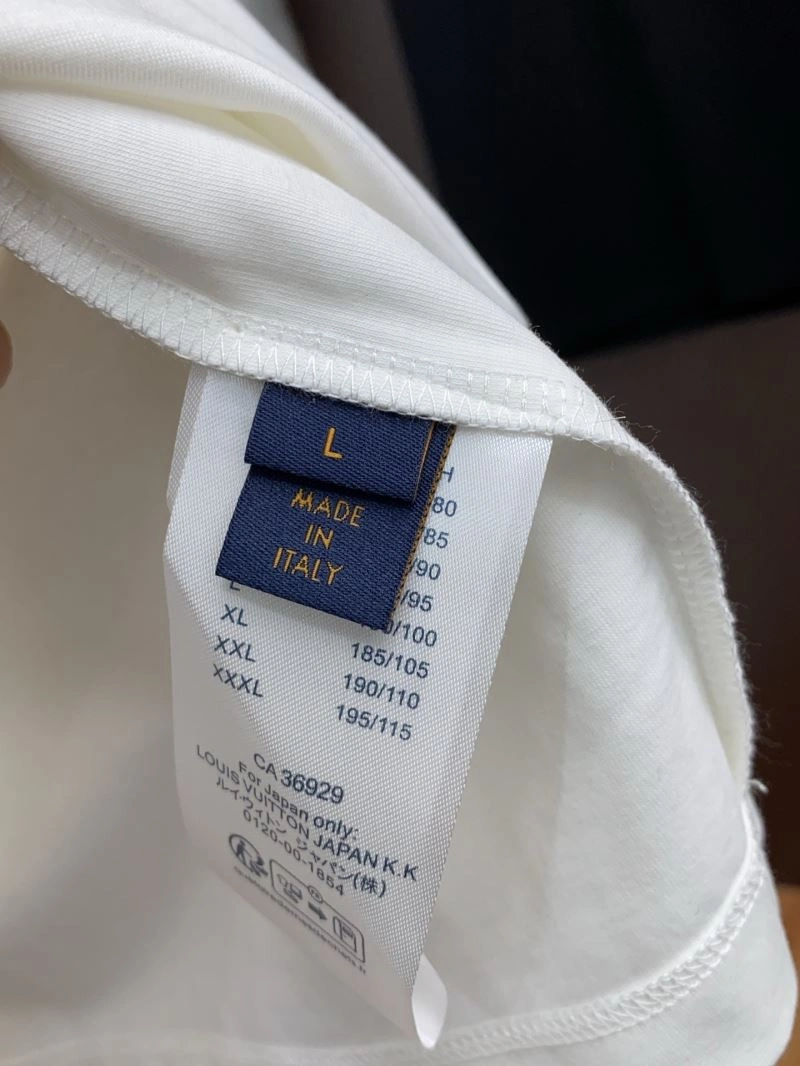 L
MADE
IN
ITALY
H
80
/85
/90
/95
XL /100
XXL 185/105
XXXL 190/110
195/115
CA 36929
For Japan only:
LOUIS VUITTON JAPAN K.K
ルイ・ヴィトン ジャパン(株)
0120-00-1854